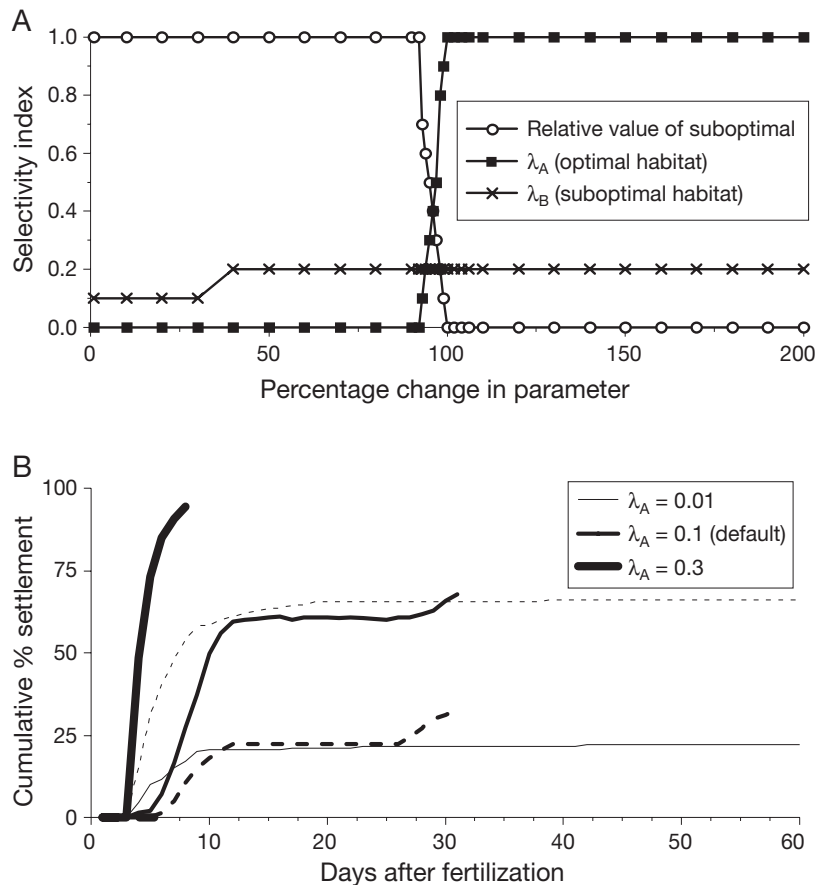 A
Selectivity index
1.0
0.8
0.6
0.4
0.2
0.0
0
50
100
150
200
Percentage change in parameter
Relative value of suboptimal
λA (optimal habitat)
λB (suboptimal habitat)
B
Cumulative % settlement
100
75
50
25
0
0
10
20
30
40
50
60
Days after fertilization
λA = 0.01
λA = 0.1 (default)
λA = 0.3